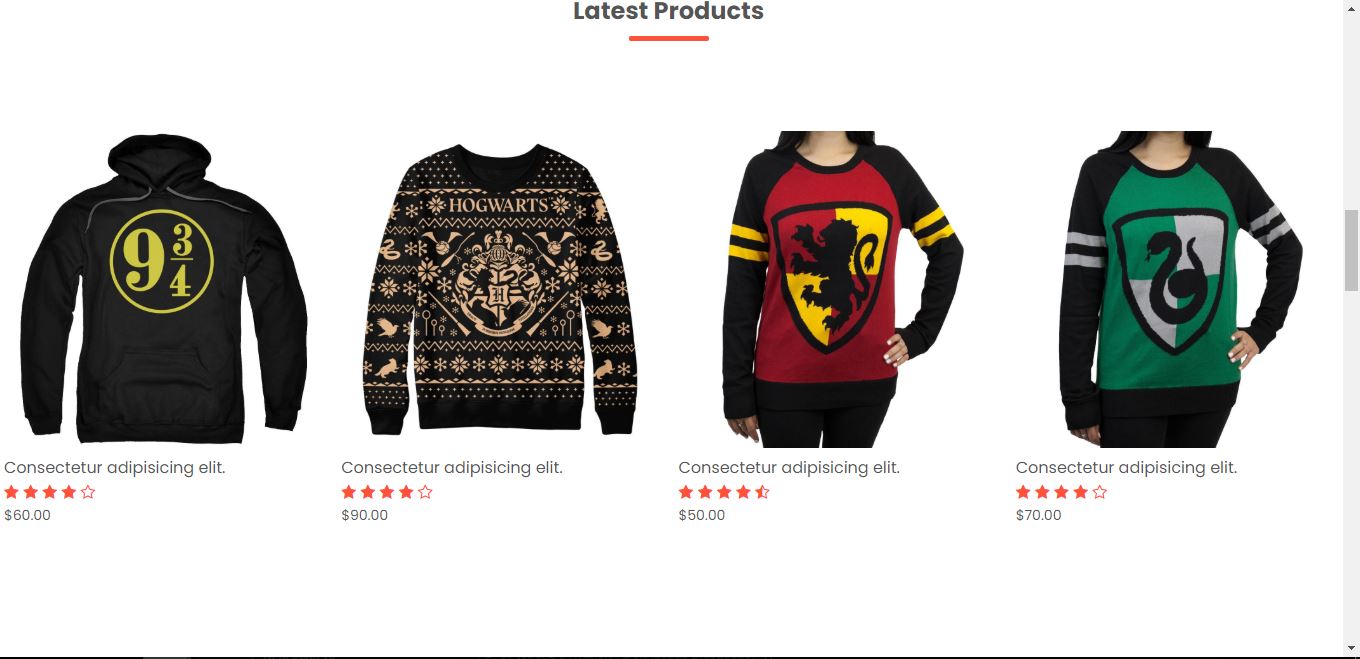 Latest Products
9 3/4
HOGWARTS
H
Consectetur adipisicing elit.
$60.00
Consectetur adipisicing elit.
$90.00
Consectetur adipisicing elit.
$50.00
Consectetur adipisicing elit.
$70.00